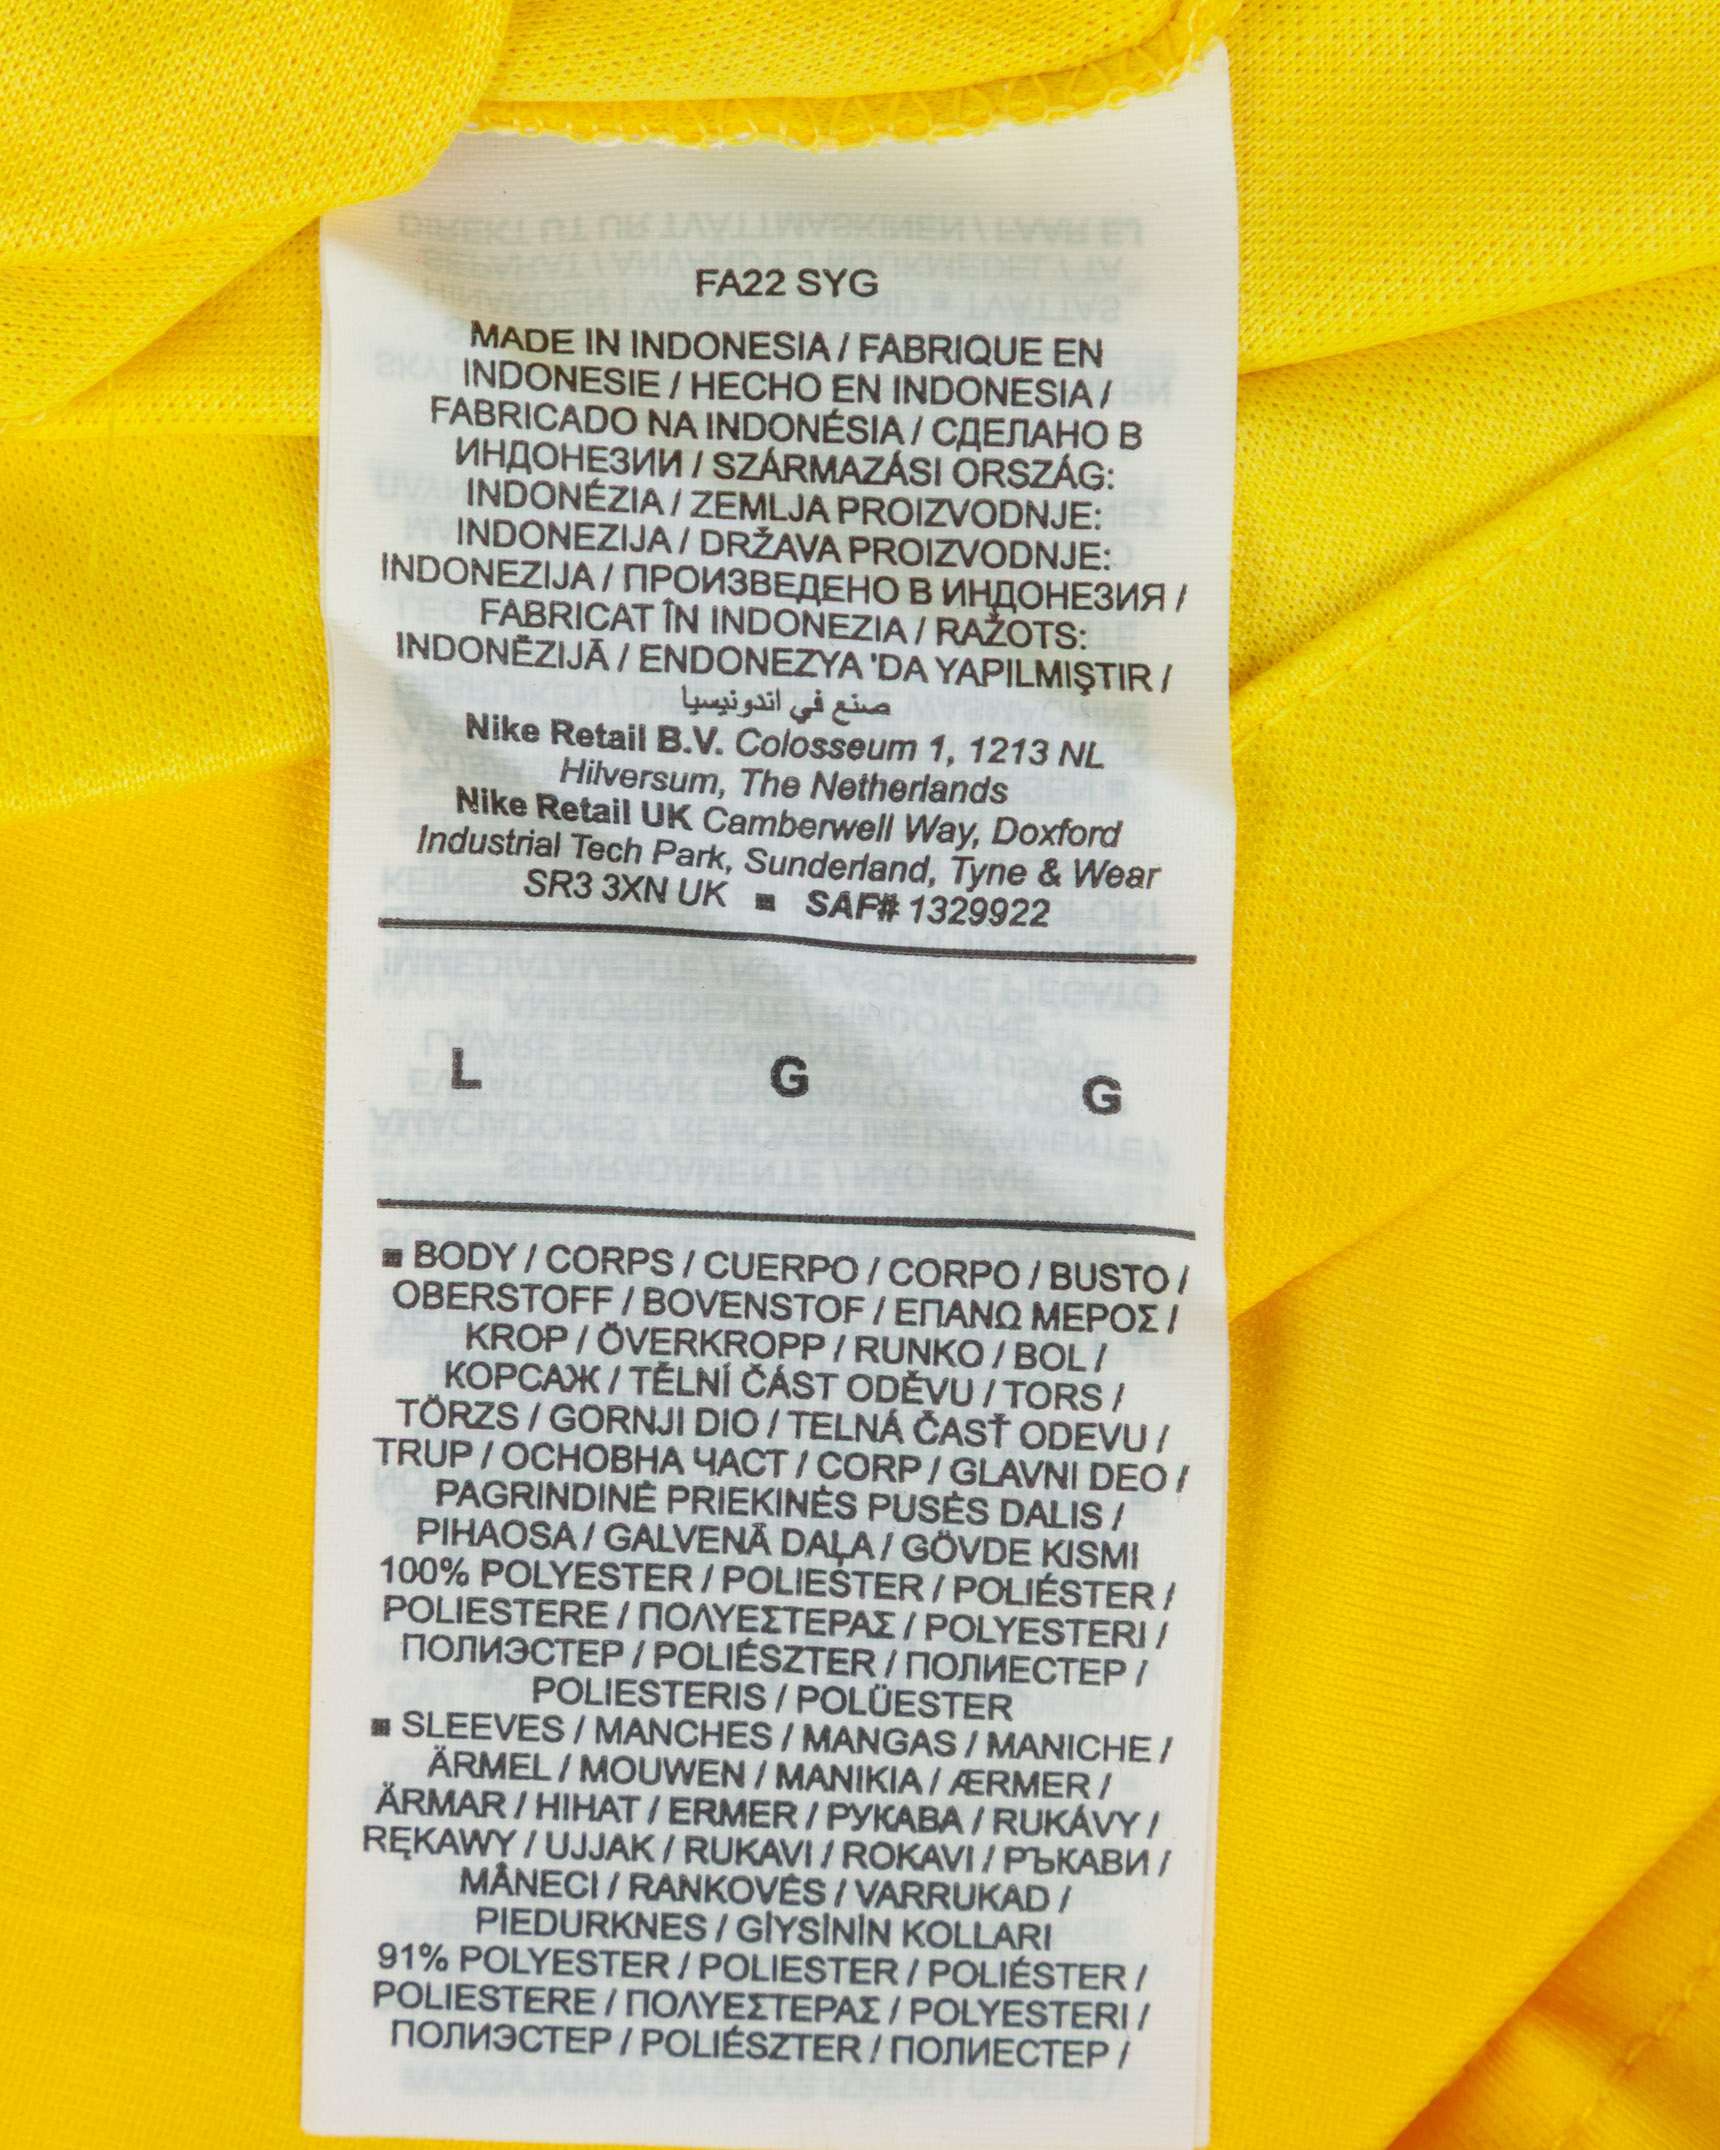 FA22 SYG
MADE IN INDONESIA / FABRIQUE EN
INDONESIE / HECHO EN INDONESIA /
FABRICADO NA INDONÉSIA / СДЕЛАНО В
ИНДОНЕЗИИ / SZÁRMAZÁSI ORSZÁG:
INDONÉZIA / ZEMLJA PROIZVODNJE:
INDONEZIJA / DRŽAVA PROIZVODNJE:
INDONEZIJA / ПРОИЗВЕДЕНО В ИНДОНЕЗИЯ /
FABRICAT ÎN INDONEZIA / RAŽOTS:
INDONĒZIJĀ / ENDONEZYA 'DA YAPILMIŞTIR /
صنع في اندونيسيا
Nike Retail B.V. Colosseum 1, 1213 NL
Hilversum, The Netherlands
Nike Retail UK Camberwell Way, Doxford
Industrial Tech Park, Sunderland, Tyne & Wear
SR3 3XN UK ■ SAF# 1329922
L G G
■ BODY / CORPS / CUERPO / CORPO / BUSTO /
OBERSTOFF / BOVENSTOF / ΕΠΑΝΩ ΜΕΡΟΣ /
KROP / ÖVERKROPP / RUNKO / BOL /
КОРСАЖ / TĚLNÍ ČÁST ODĚVU / TORS /
TÖRZS / GORNJI DIO / TELNÁ ČASŤ ODEVU /
TRUP / ОСНОВНА ЧАСТ / CORP / GLAVNI DEO /
PAGRINDINĖ PRIEKINĖS PUSĖS DALIS /
PIHAOSA / GALVENĀ DAĻA / GÖVDE KISMI
100% POLYESTER / POLIESTER / POLIÉSTER /
POLIESTERE / ΠΟΛΥΕΣΤΕΡΑΣ / POLYESTERI /
ПОЛИЭСТЕР / POLIÉSZTER / ПОЛИЕСТЕР /
POLIESTERIS / POLÜESTER
■ SLEEVES / MANCHES / MANGAS / MANICHE /
ÄRMEL / MOUWEN / ΜΑΝΙΚΙΑ / ÆRMER /
ÄRMAR / HIHAT / ERMER / РУКАВА / RUKÁVY /
RĘKAWY / UJJAK / RUKAVI / ROKAVI / РЪКАВИ /
MÂNECI / RANKOVĖS / VARRUKAD /
PIEDURKNES / GİYSİNİN KOLLARI
91% POLYESTER / POLIESTER / POLIÉSTER /
POLIESTERE / ΠΟΛΥΕΣΤΕΡΑΣ / POLYESTERI /
ПОЛИЭСТЕР / POLIÉSZTER / ПОЛИЕСТЕР /